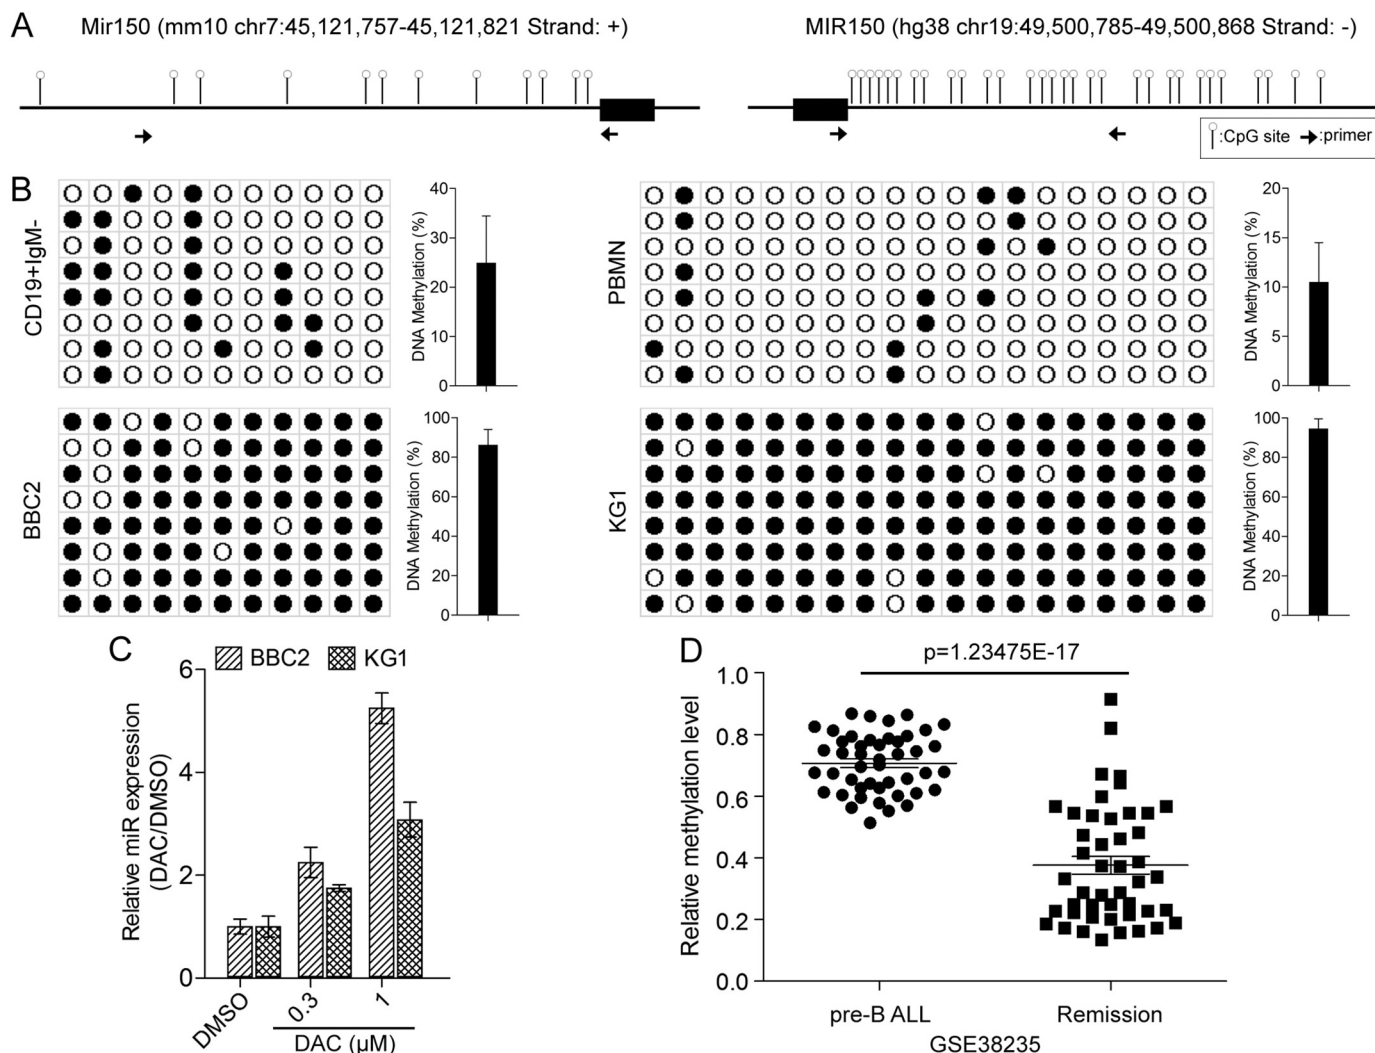 A
Mir150 (mm10 chr7:45,121,757-45,121,821 Strand: +)
MIR150 (hg38 chr19:49,500,785-49,500,868 Strand: -)
:CpG site :primer
B
CD19+IgM-
DNA Methylation (%)
40
30
20
10
0
PBMN
DNA Methylation (%)
20
15
10
5
0
BBC2
DNA Methylation (%)
100
80
60
40
20
0
KG1
DNA Methylation (%)
100
80
60
40
20
0
C
BBC2 KG1
Relative miR expression
(DAC/DMSO)
6
4
2
0
DMSO
0.3
1
DAC (μM)
D
p=1.23475E-17
Relative methylation level
1.0
0.8
0.6
0.4
0.2
0.0
pre-B ALL
Remission
GSE38235